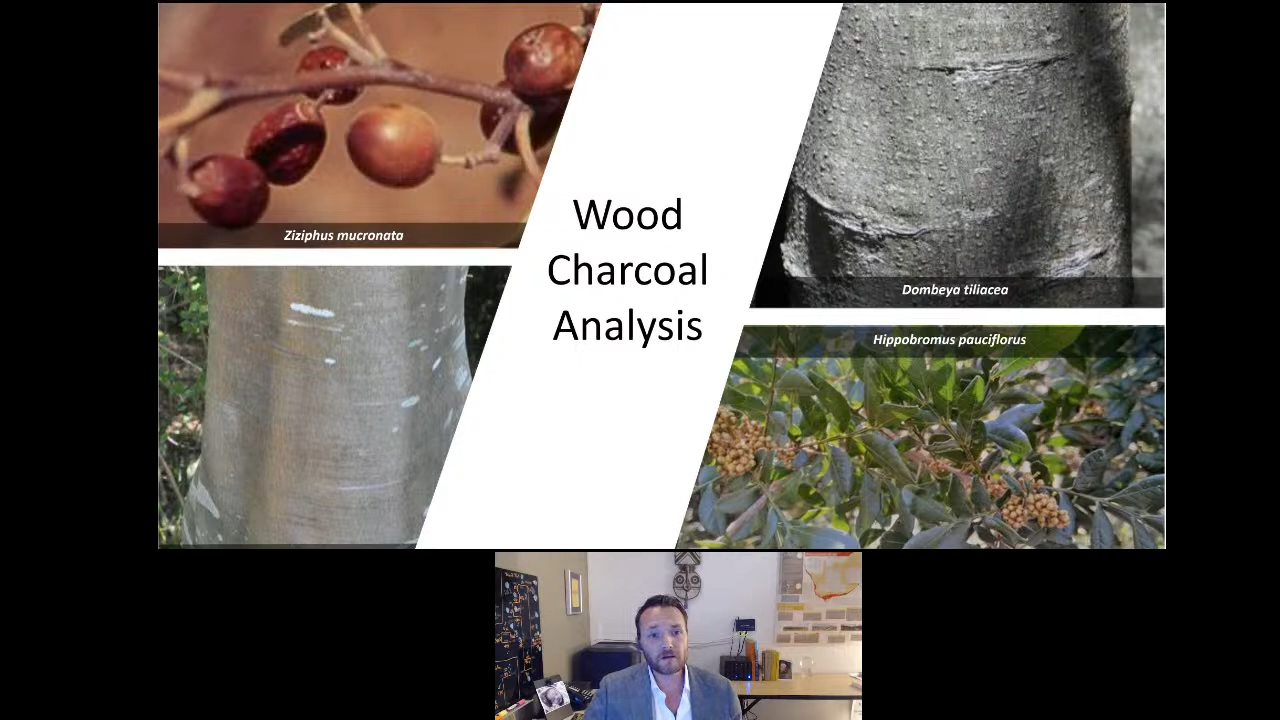 Ziziphus mucronata
Wood
Charcoal
Analysis
Dombeya tiliacea
Hippobromus pauciflorus